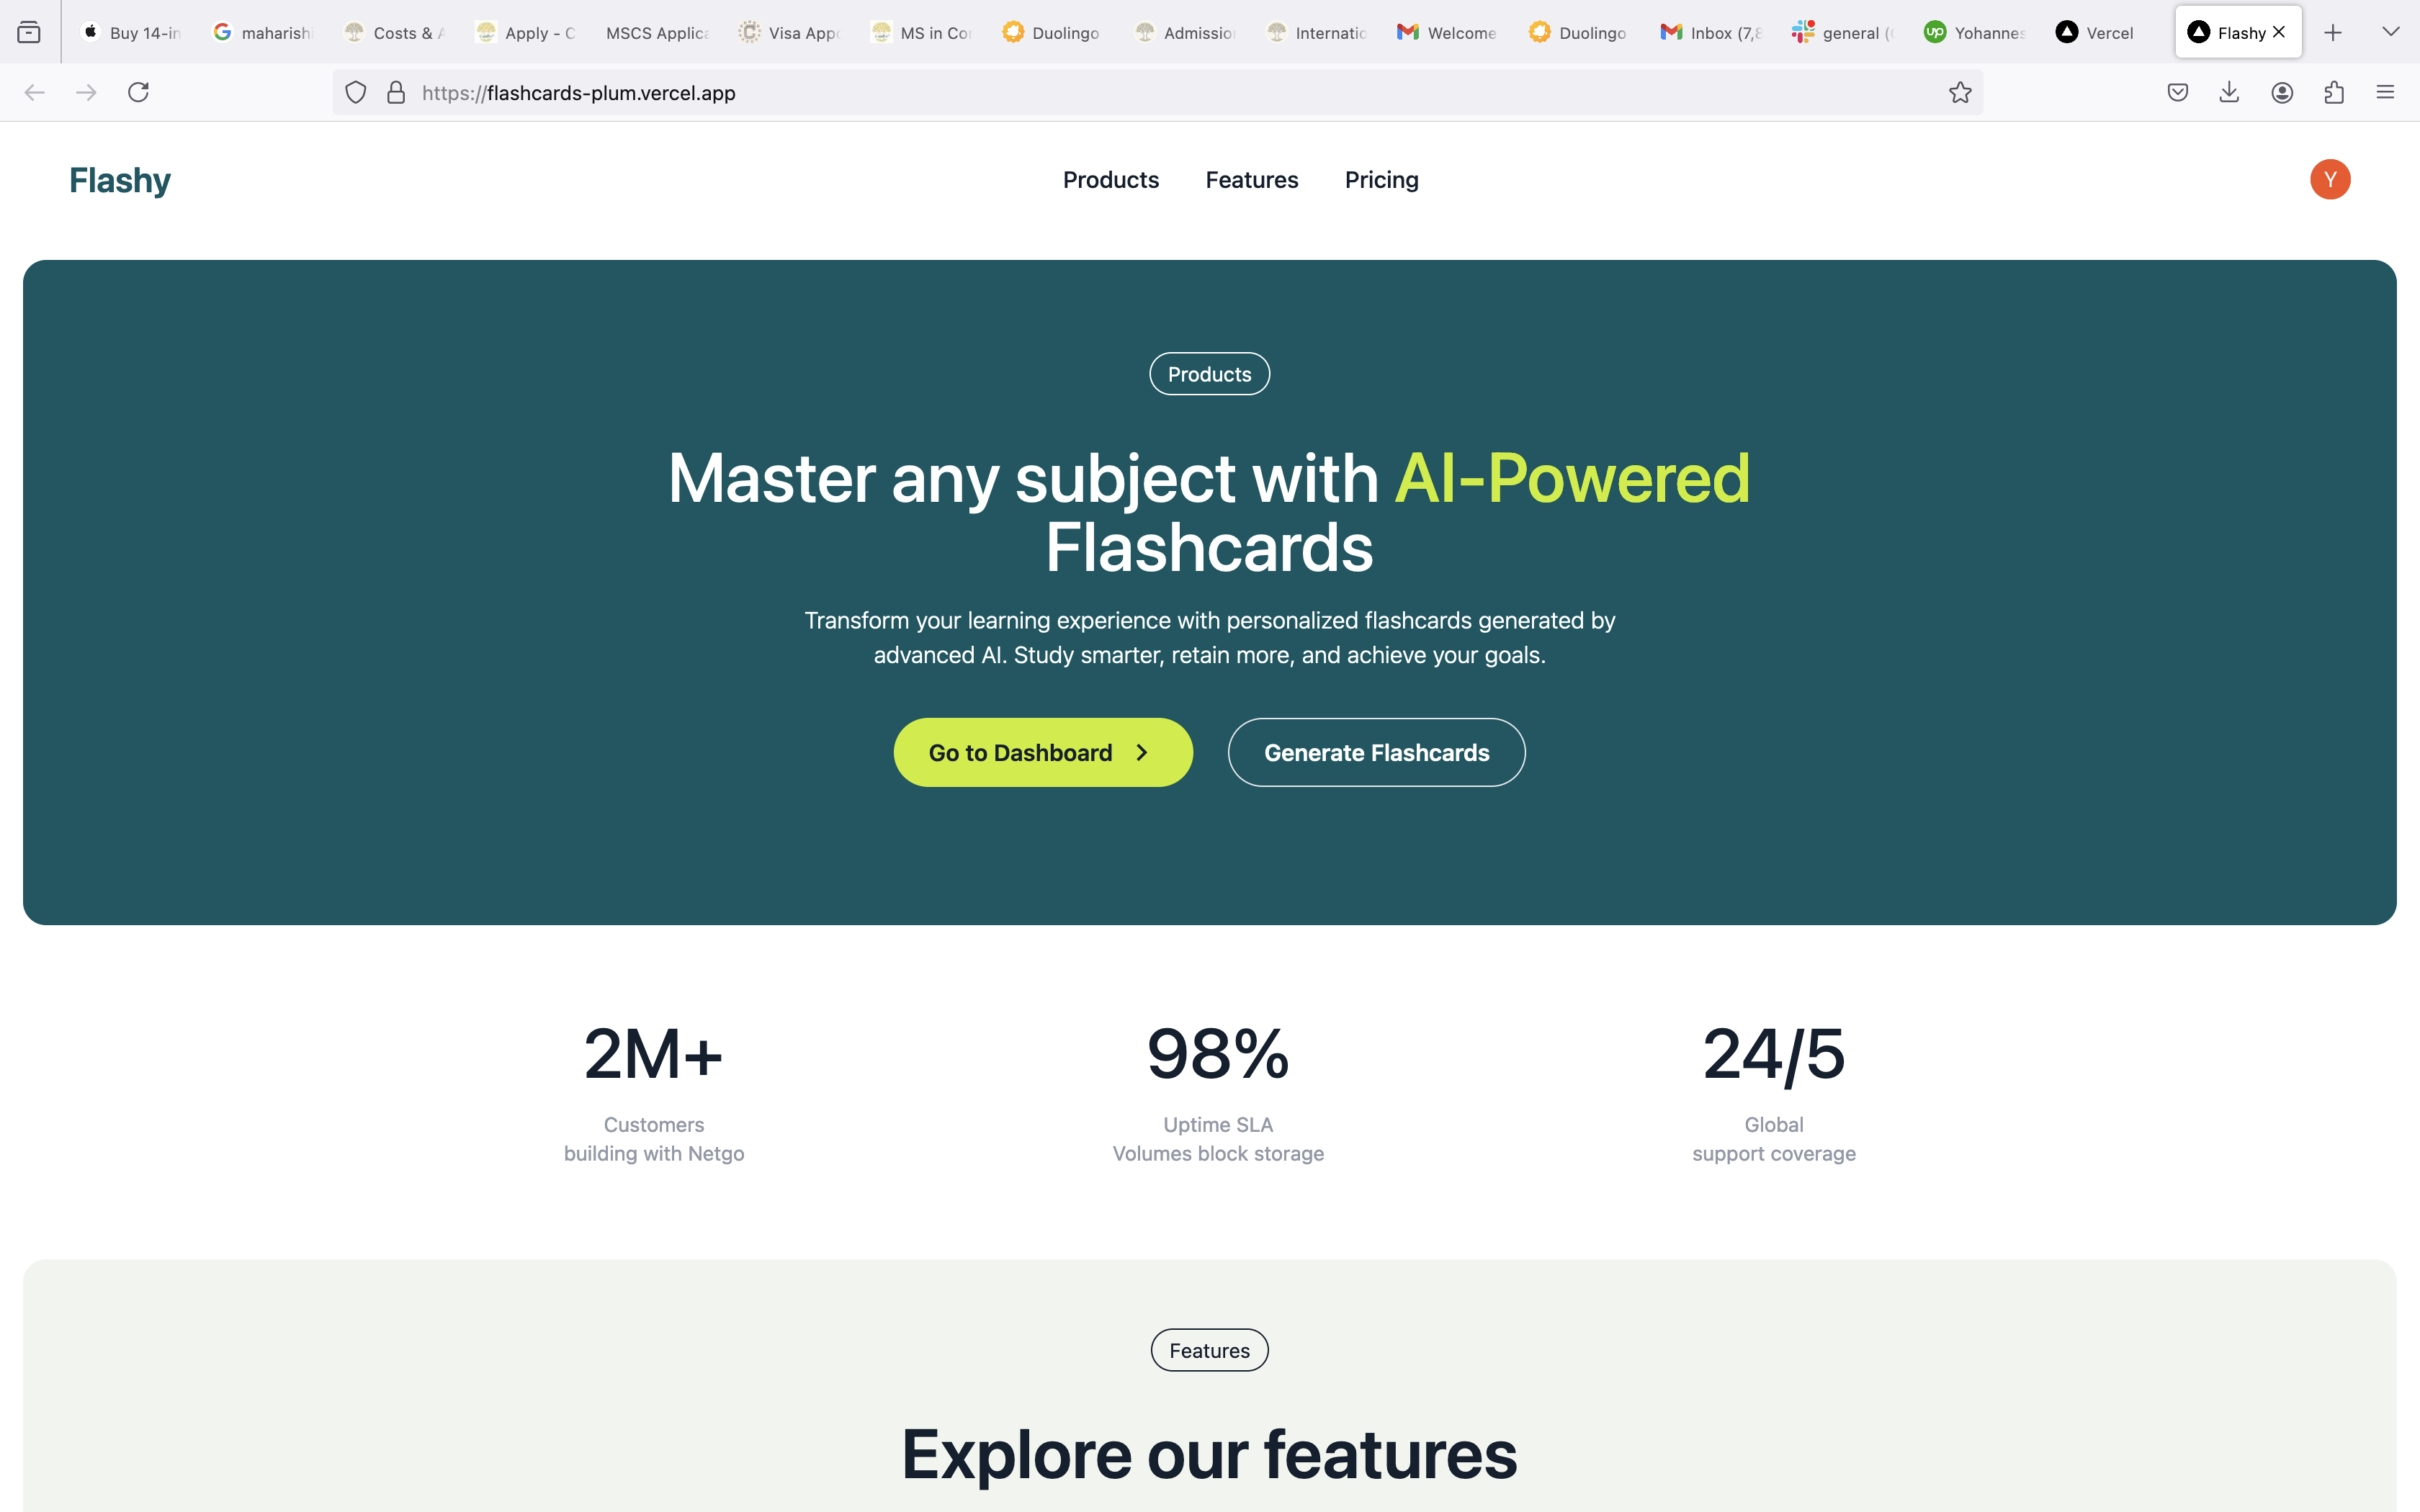 Buy 14-in
maharish
Costs & A
Apply - C
MSCS Applica
Visa Appo
MS in Co
Duolingo
Admissio
Internatio
Welcome
Duolingo
Inbox (7,8
general (
Yohannes
Vercel
Flashy
https://flashcards-plum.vercel.app
Flashy
Products
Features
Pricing
Y
Products
Master any subject with AI-Powered
Flashcards
Transform your learning experience with personalized flashcards generated by
advanced AI. Study smarter, retain more, and achieve your goals.
Go to Dashboard
Generate Flashcards
2M+
Customers
building with Netgo
98%
Uptime SLA
Volumes block storage
24/5
Global
support coverage
Features
Explore our features